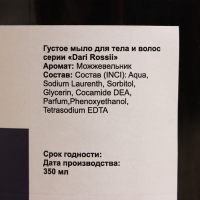 Густое мыло для тела и волос
серии «Dari Rossii»
Аромат: Можжевельник
Состав: Состав (INCI): Aqua,
Sodium Laurenth, Sorbitol,
Glycerin, Cocamide DEA,
Parfum,Phenoxyethanol,
Tetrasodium EDTA
Срок годности:
Дата производства:
350 мл